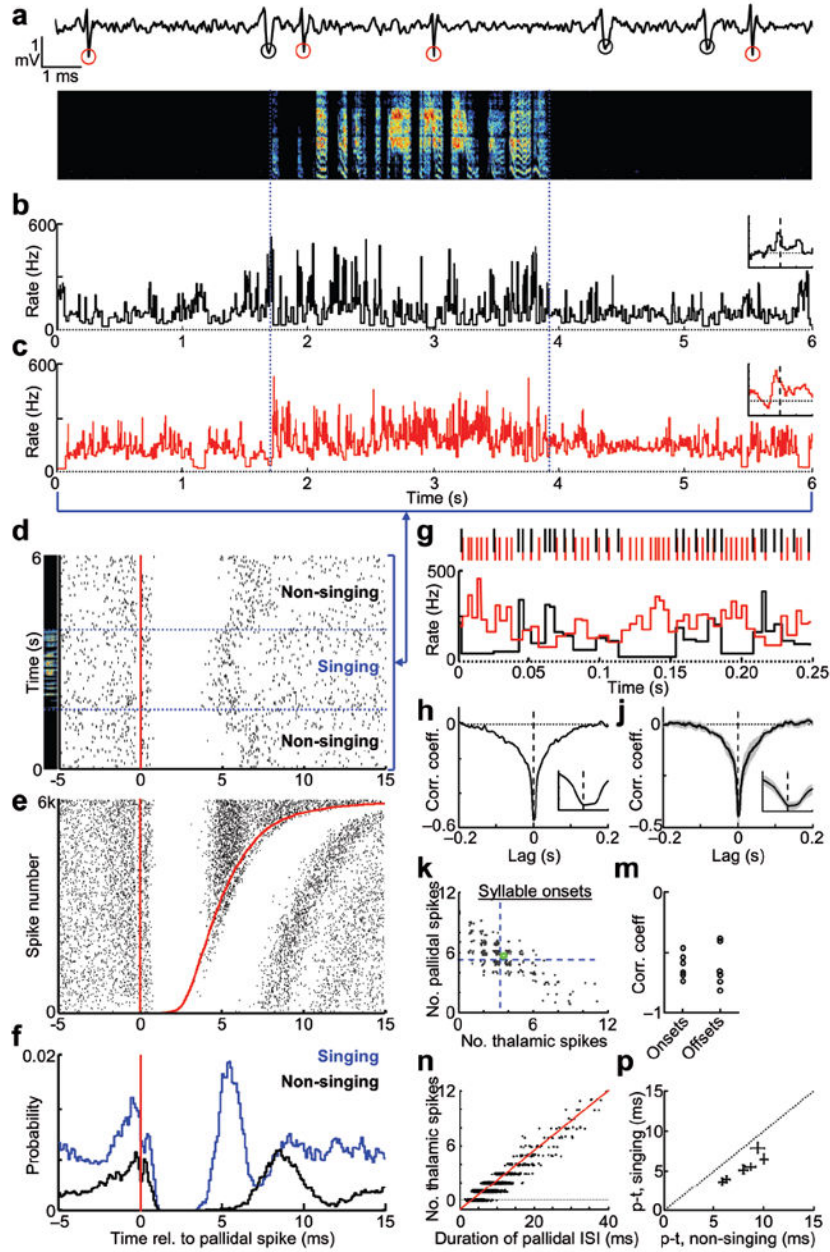 a
1
mV
1 ms
b
600
Rate (Hz)
0
0 1 2 3 4 5 6
c
600
Rate (Hz)
0
0 1 2 3 4 5 6
Time (s)
d
6
Time (s)
0
Non-singing
Singing
Non-singing
-5 0 5 10 15
e
6k
Spike number
0
-5 0 5 10 15
f
0.02
Probability
0
Singing
Non-singing
-5 0 5 10 15
Time rel. to pallidal spike (ms)
g
500
Rate (Hz)
0
0 0.05 0.1 0.15 0.20 0.25
Time (s)
h
0
Corr. coeff.
−0.6
−0.2 0 0.2
Lag (s)
j
0
Corr. coeff.
−0.5
−0.2 0 0.2
Lag (s)
k
Syllable onsets
12
No. pallidal spikes
6
0
0 6 12
No. thalamic spikes
m
0
Corr. coeff
−1
Onsets
Offsets
n
12
No. thalamic spikes
6
0
0 20 40
Duration of pallidal ISI (ms)
p
15
p-t, singing (ms)
10
5
0
0 5 10 15
p-t, non-singing (ms)